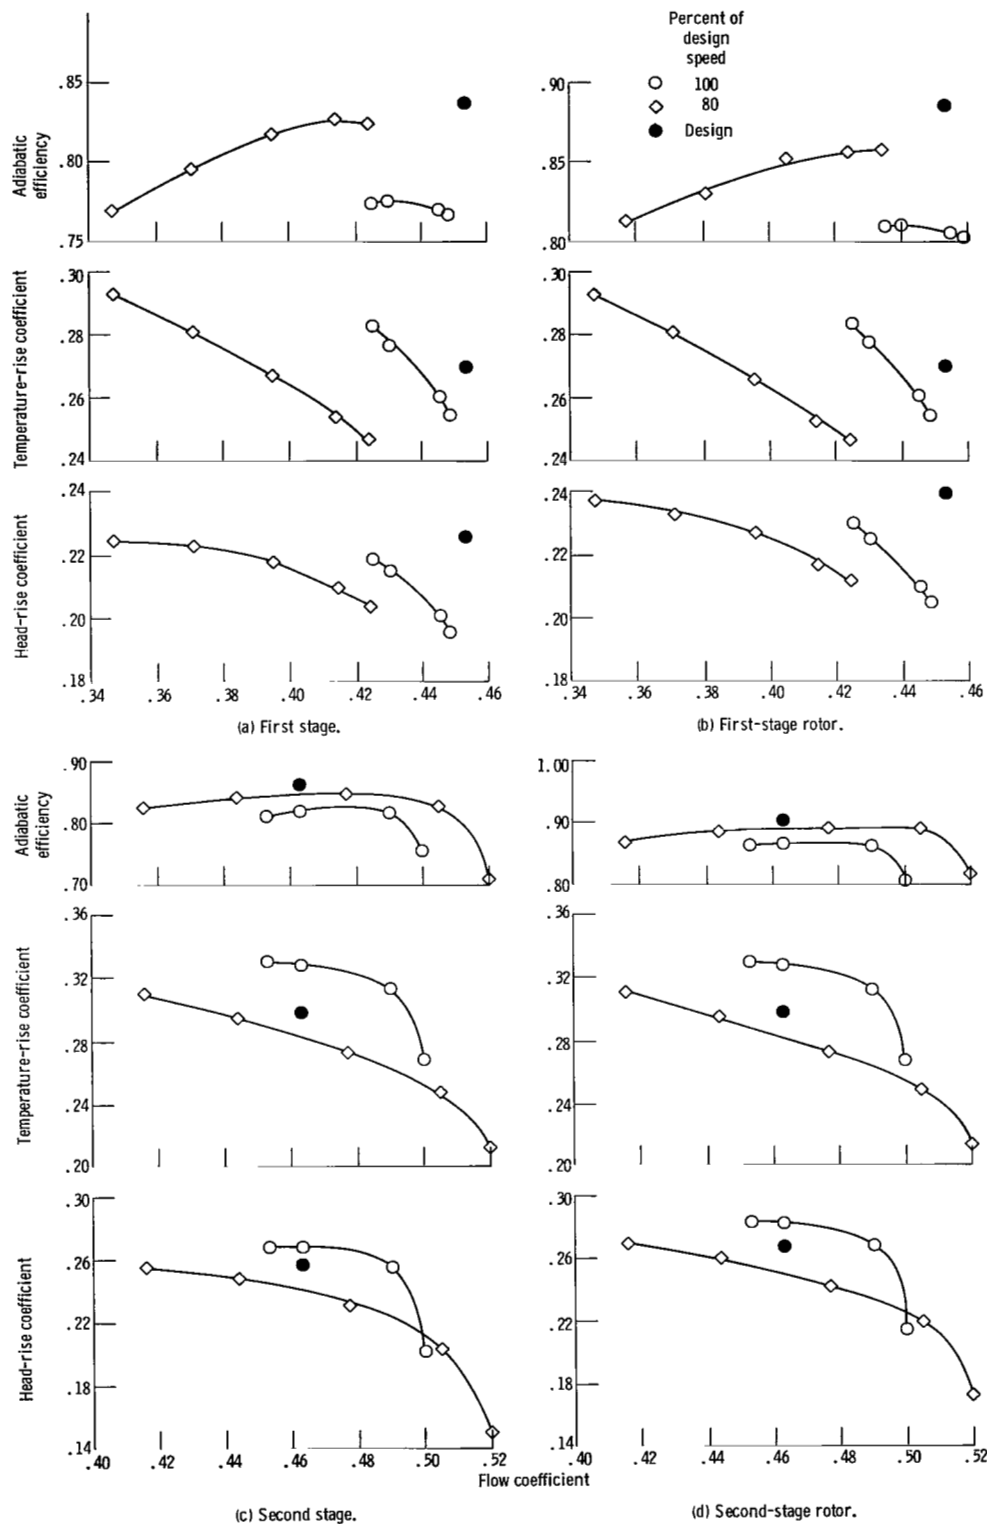 Percent of
design
speed
100
80
Design
Adiabatic
efficiency
.85
.80
.75
.90
.85
.80
Temperature-rise coefficient
.30
.28
.26
.24
.30
.28
.26
.24
Head-rise coefficient
.24
.22
.20
.18
.24
.22
.20
.18
.34 .36 .38 .40 .42 .44 .46
.34 .36 .38 .40 .42 .44 .46
(a) First stage.
(b) First-stage rotor.
Adiabatic
efficiency
.90
.80
.70
1.00
.90
.80
Temperature-rise coefficient
.36
.32
.28
.24
.20
.36
.32
.28
.24
.20
Head-rise coefficient
.30
.26
.22
.18
.14
.30
.26
.22
.18
.14
.40 .42 .44 .46 .48 .50 .52
.40 .42 .44 .46 .48 .50 .52
Flow coefficient
(c) Second stage.
(d) Second-stage rotor.